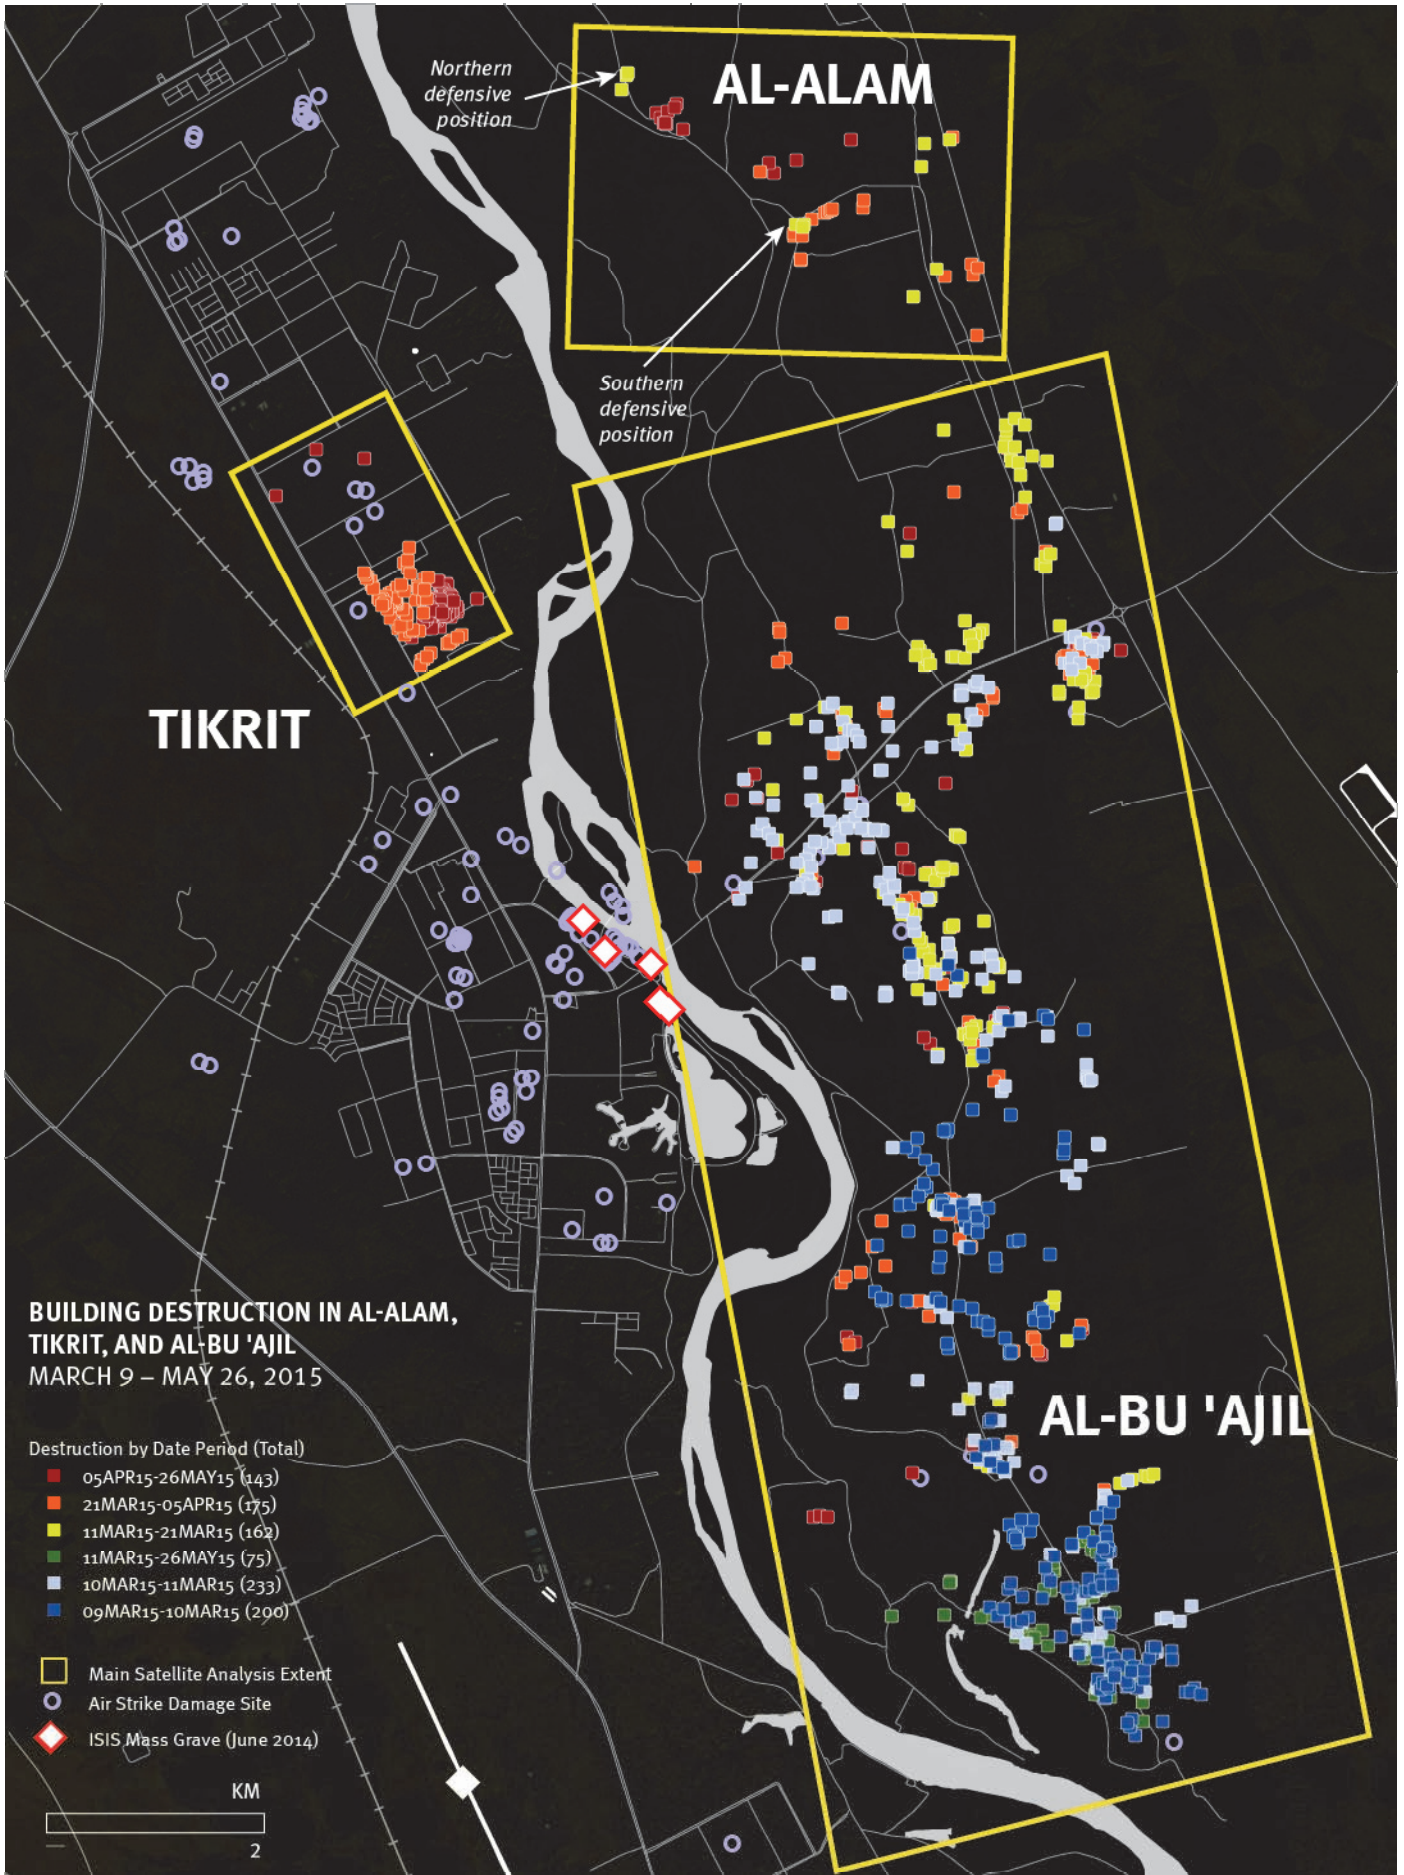 Northern
defensive
position
AL-ALAM
Southern
defensive
position
TIKRIT
BUILDING DESTRUCTION IN AL-ALAM,
TIKRIT, AND AL-BU 'AJIL
MARCH 9 – MAY 26, 2015
AL-BU 'AJIL
Destruction by Date Period (Total)
05APR15-26MAY15 (143)
21MAR15-05APR15 (175)
11MAR15-21MAR15 (162)
11MAR15-26MAY15 (75)
10MAR15-11MAR15 (233)
09MAR15-10MAR15 (200)
Main Satellite Analysis Extent
Air Strike Damage Site
ISIS Mass Grave (June 2014)
KM
2